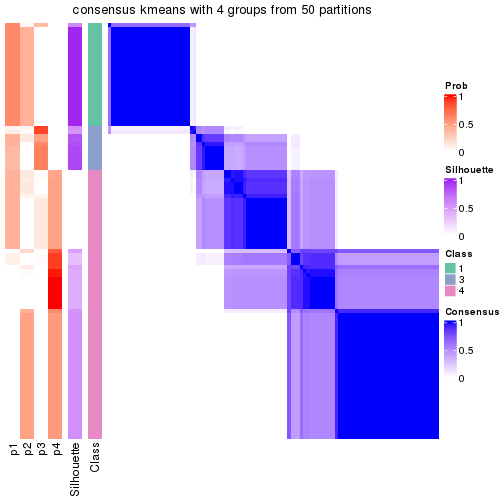 consensus kmeans with 4 groups from 50 partitions
Prob
1
0.5
0
Silhouette
1
0.5
0
Class
1
3
4
Consensus
1
0.5
0
p1
p2
p3
p4
Silhouette
Class